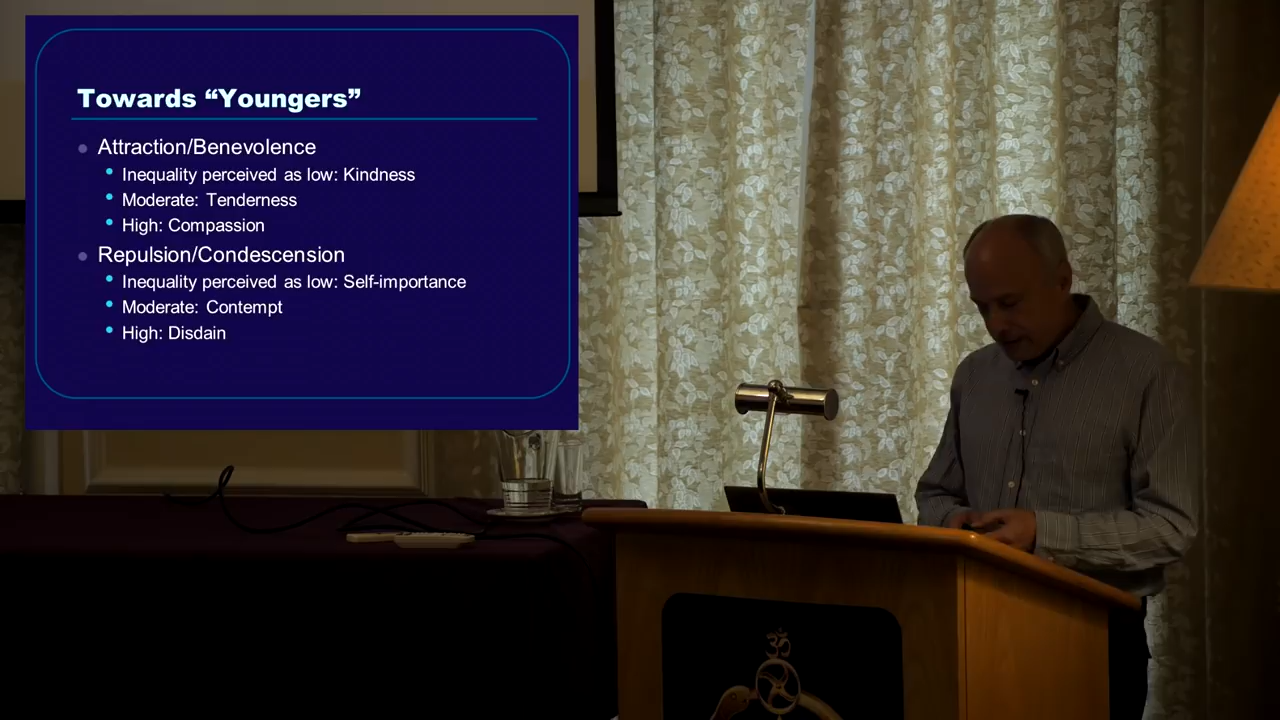 Towards “Youngers”
Attraction/Benevolence
Inequality perceived as low: Kindness
Moderate: Tenderness
High: Compassion
Repulsion/Condescension
Inequality perceived as low: Self-importance
Moderate: Contempt
High: Disdain
ॐ